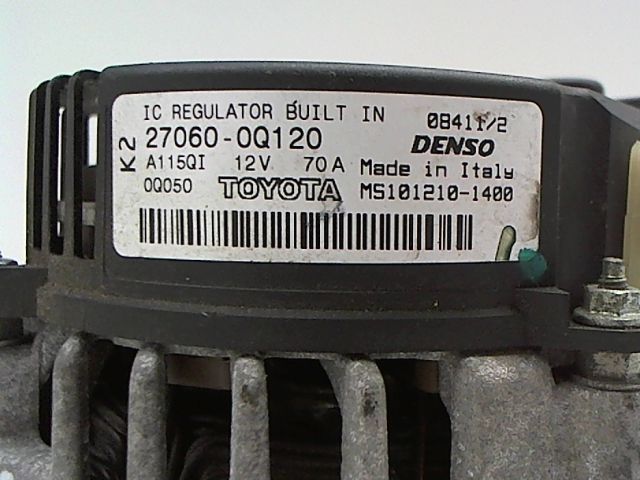 IC REGULATOR BUILT IN 08411/2
K2 27060-0Q120 DENSO
A115QI 12V 70A Made in Italy
0Q050 TOYOTA MS101210-1400